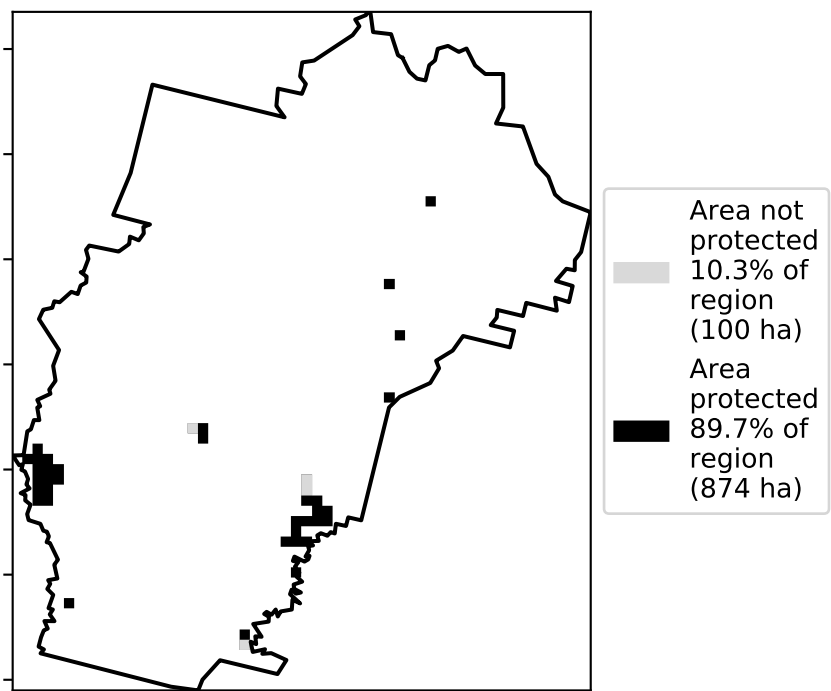 Area not
protected
10.3% of
region
(100 ha)
Area
protected
89.7% of
region
(874 ha)